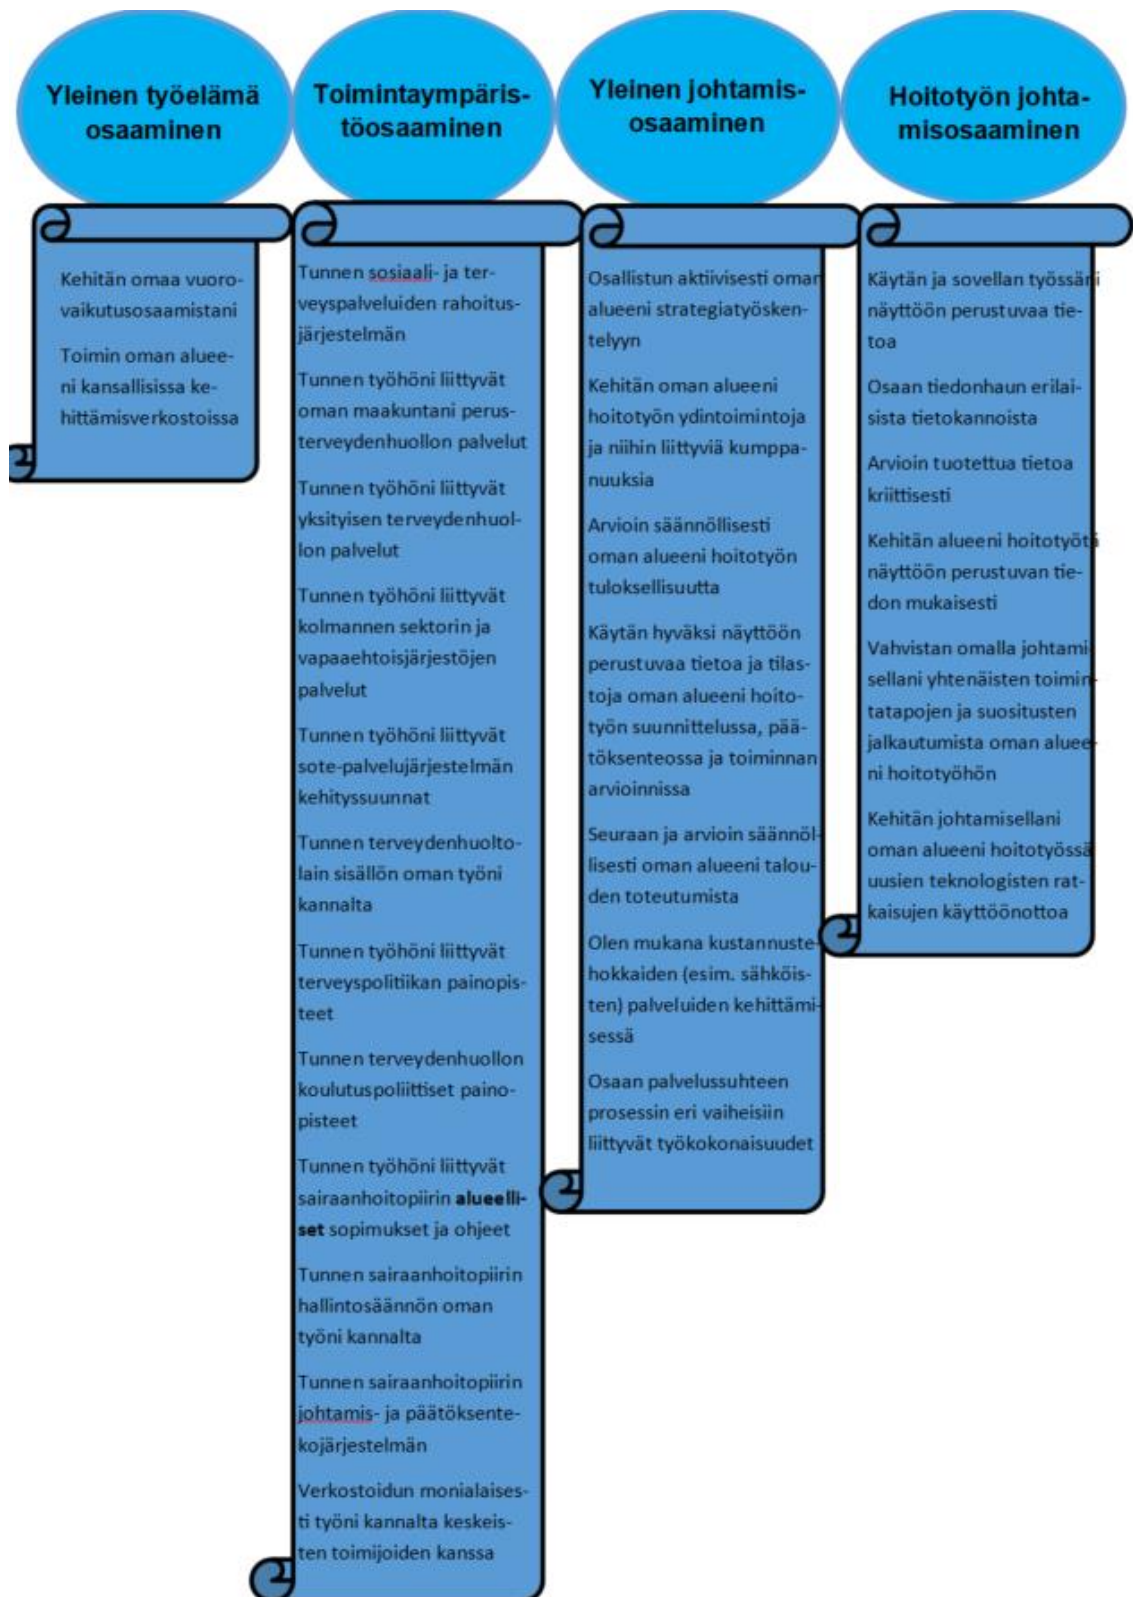 Yleinen työelämä
osaaminen
Kehitän omaa vuoro-
vaikutusosaamistani
Toimin oman aluee-
ni kansallisissa ke-
hittämisverkostoissa
Toimintaympäris-
töosaaminen
Tunnen sosiaali- ja ter-
veyspalveluiden rahoitus-
järjestelmän
Tunnen työhöni liittyvät
oman maakuntani perus-
terveydenhuollon palvelut
Tunnen työhöni liittyvät
yksityisen terveydenhuol-
lon palvelut
Tunnen työhöni liittyvät
kolmannen sektorin ja
vapaaehtoisjärjestöjen
palvelut
Tunnen työhöni liittyvät
sote-palvelujärjestelmän
kehityssuunnat
Tunnen terveydenhuolto-
lain sisällön oman työni
kannalta
Tunnen työhöni liittyvät
terveyspolitiikan painopis-
teet
Tunnen terveydenhuollon
koulutuspoliittiset paino-
pisteet
Tunnen työhöni liittyvät
sairaanhoitopiirin alueelli-
set sopimukset ja ohjeet
Tunnen sairaanhoitopiirin
hallintosäännön oman
työni kannalta
Tunnen sairaanhoitopiirin
johtamis- ja päätöksente-
kojärjestelmän
Verkostoidun monialaises-
ti työni kannalta keskeis-
ten toimijoiden kanssa
Yleinen johtamis-
osaaminen
Osallistun aktiivisesti oman
alueeni strategiatyösken-
telyyn
Kehitän oman alueeni
hoitotyön ydintoimintoja
ja niihin liittyviä kumppa-
nuuksia
Arvioin säännöllisesti
oman alueeni hoitotyön
tuloksellisuutta
Käytän hyväksi näyttöön
perustuvaa tietoa ja tilas-
toja oman alueeni hoito-
työn suunnittelussa, pää-
töksenteossa ja toiminnan
arvioinnissa
Seuraan ja arvioin säännöl-
lisesti oman alueeni talou-
den toteutumista
Olen mukana kustannuste-
hokkaiden (esim. sähköis-
ten) palveluiden kehittämi-
sessä
Osaan palvelussuhteen
prosessin eri vaiheisiin
liittyvät työkokonaisuudet
Hoitotyön johta-
misosaaminen
Käytän ja sovellan työssäni
näyttöön perustuvaa tie-
toa
Osaan tiedonhaun erilai-
sista tietokannoista
Arvioin tuotettua tietoa
kriittisesti
Kehitän alueeni hoitotyötä
näyttöön perustuvan tie-
don mukaisesti
Vahvistan omalla johtami-
sellani yhtenäisten toimin-
tatapojen ja suositusten
jalkautumista oman aluee-
ni hoitotyöhön
Kehitän johtamisellani
oman alueeni hoitotyössä
uusien teknologisten rat-
kaisujen käyttöönottoa